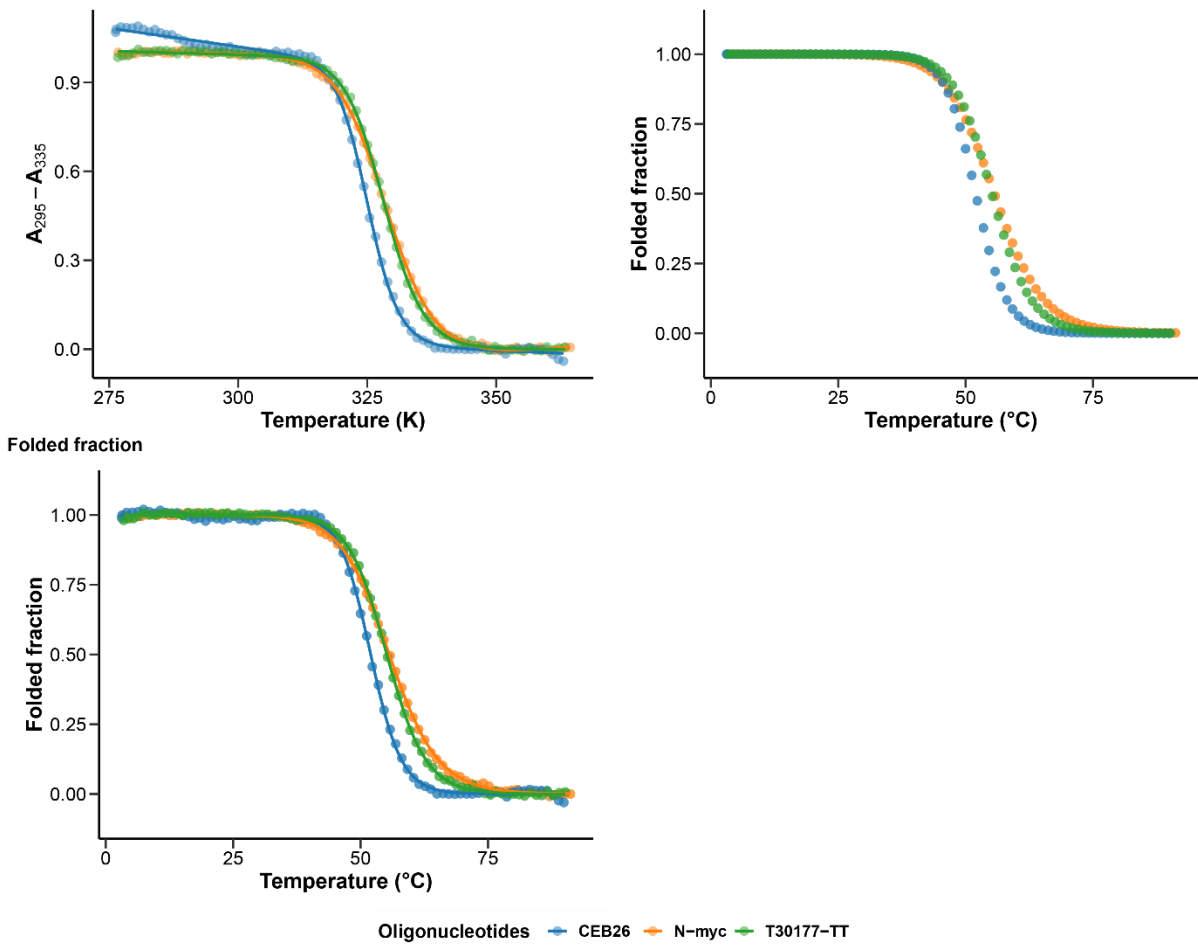 A295 − A335
0.9
0.6
0.3
0.0
275 300 325 350
Temperature (K)
Folded fraction
1.00
0.75
0.50
0.25
0.00
0 25 50 75
Temperature (°C)
Folded fraction
Folded fraction
1.00
0.75
0.50
0.25
0.00
0 25 50 75
Temperature (°C)
Oligonucleotides CEB26 N−myc T30177−TT